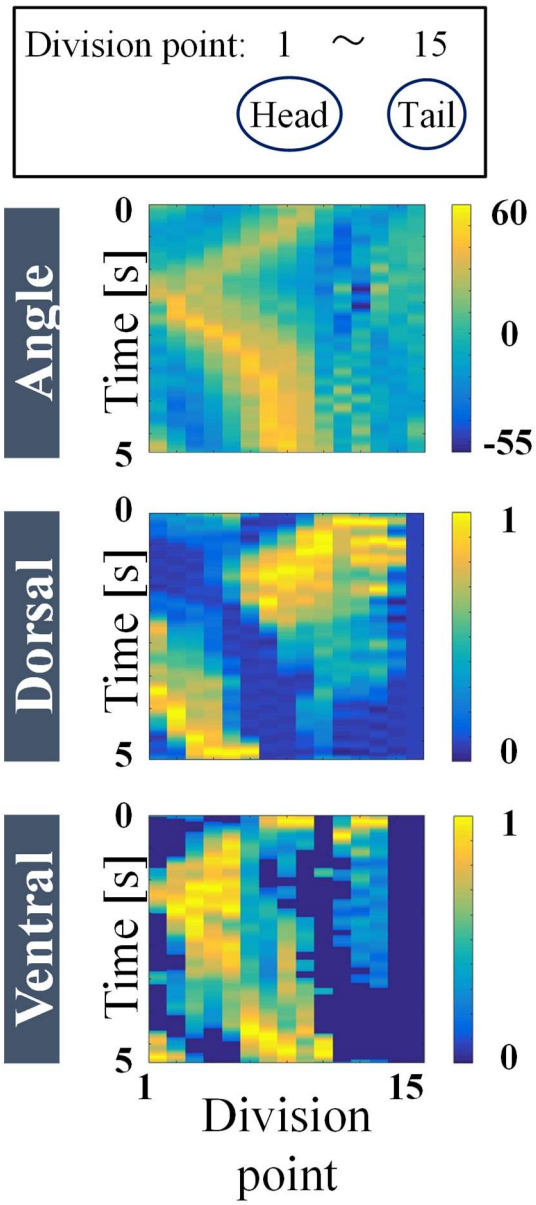 Division point: 1 ～ 15
Head Tail
Angle
Time [s]
0
5
60
0
-55
Dorsal
Time [s]
0
5
1
0
Ventral
Time [s]
0
5
1
0
1 15
Division
point